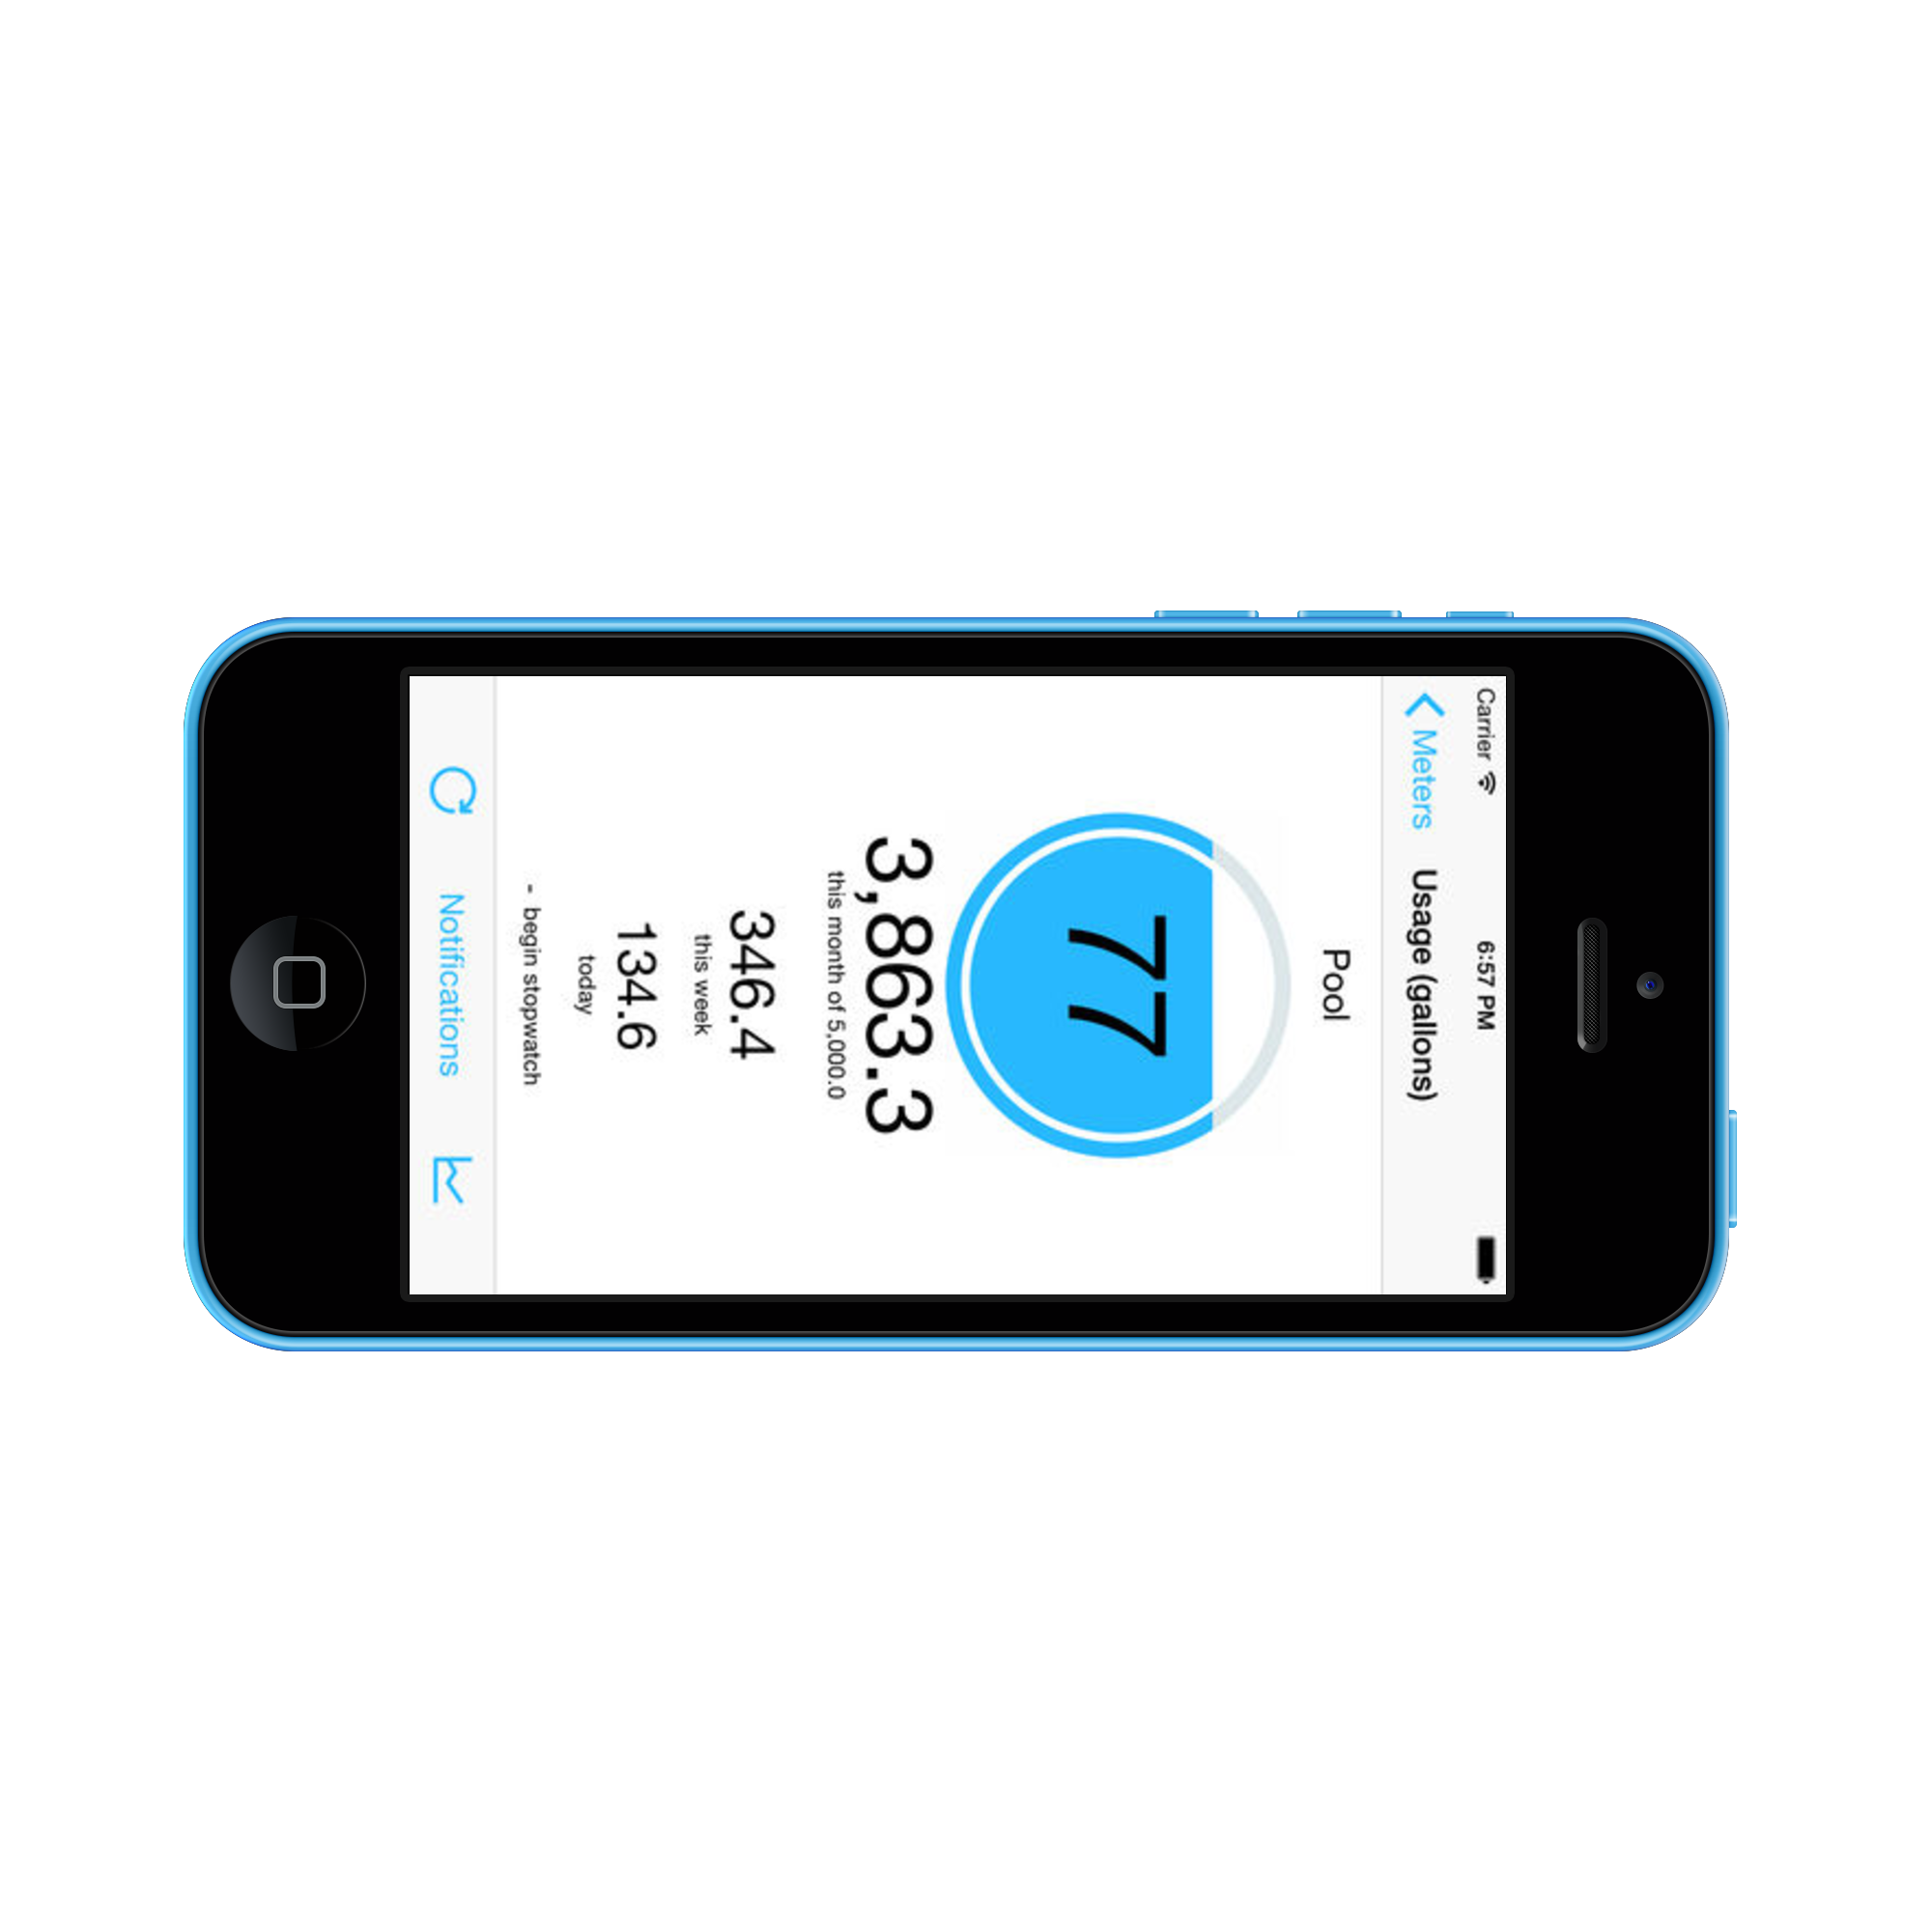 Carrier 6:57 PM
Meters Usage (gallons)
Pool
77
3,863.3
this month of 5,000.0
346.4
this week
134.6
today
- begin stopwatch
Notifications